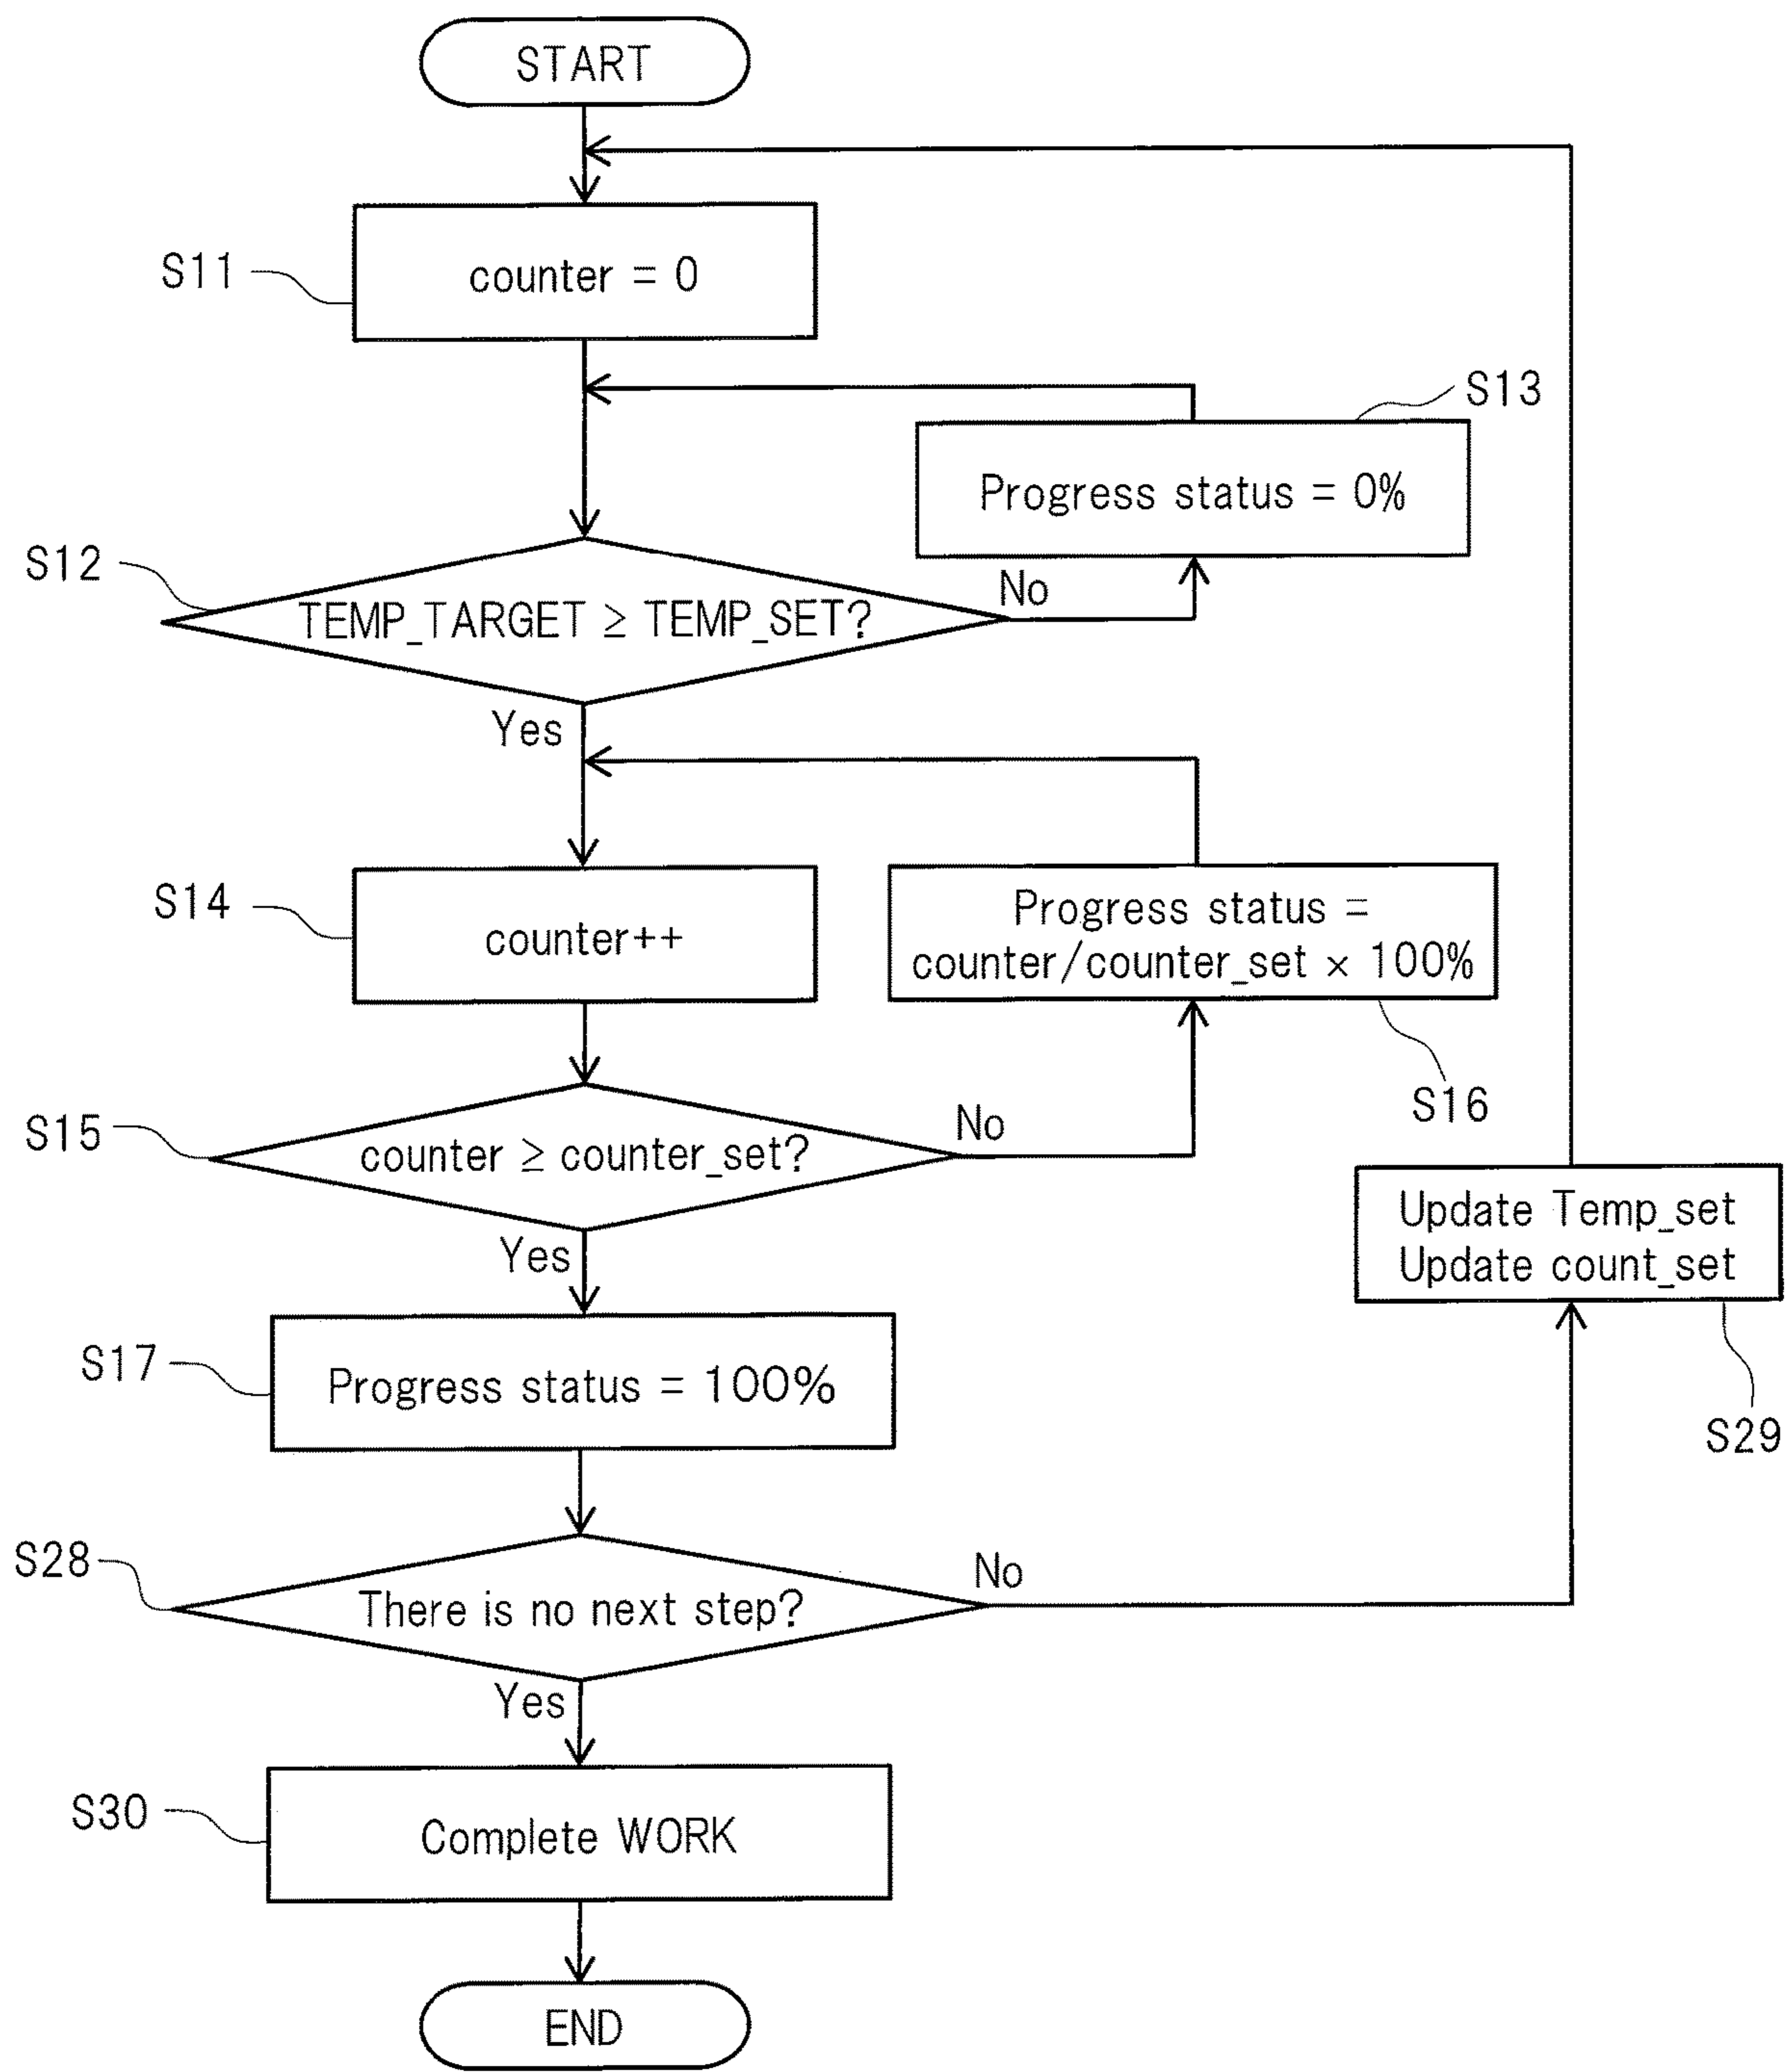 START
S11
counter = 0
S13
Progress status = 0%
S12
TEMP_TARGET ≥ TEMP_SET?
No
Yes
S14
counter++
Progress status =
counter/counter_set × 100%
S16
S15
counter ≥ counter_set?
No
Yes
Update Temp_set
Update count_set
S29
S17
Progress status = 100%
S28
There is no next step?
No
Yes
S30
Complete WORK
END